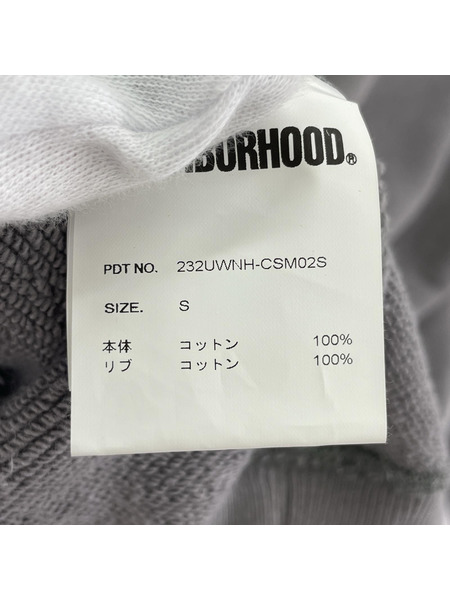 BORHOOD®
PDT NO. 232UWNH-CSM02S
SIZE. S
本体 コットン 100%
リブ コットン 100%